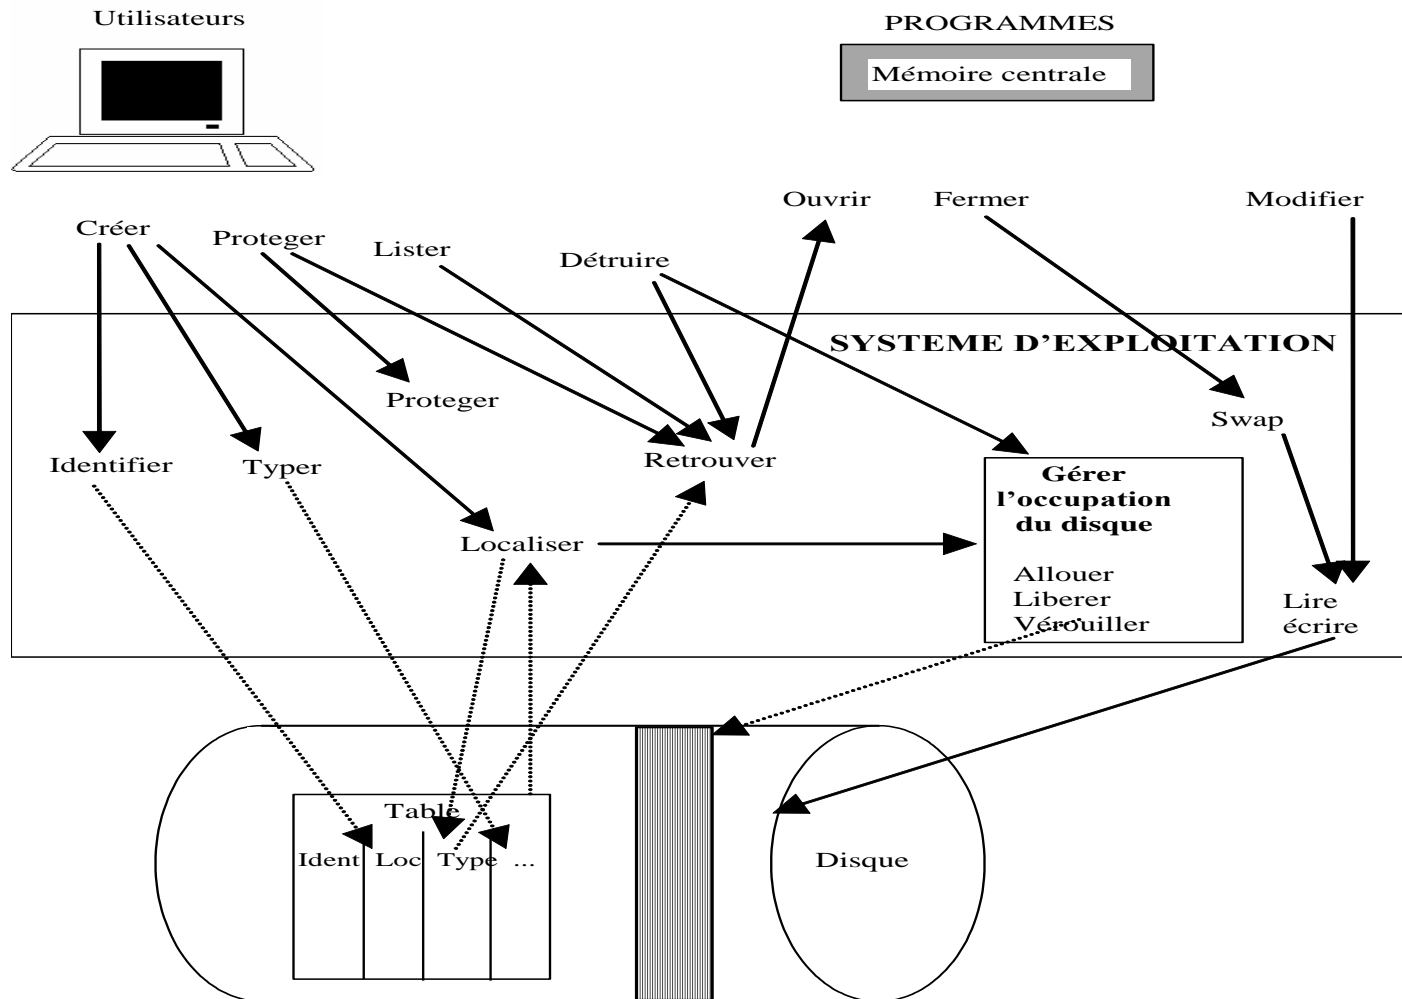 Utilisateurs
PROGRAMMES
Mémoire centrale
Ouvrir
Fermer
Modifier
Créer
Proteger
Lister
Détruire
SYSTEME D'EXPLOITATION
Proteger
Swap
Identifier
Typer
Retrouver
Gérer
l'occupation
du disque
Localiser
Allouer
Liberer
Vérouiller
Lire
écrire
Table
Ident
Loc
Type
...
Disque